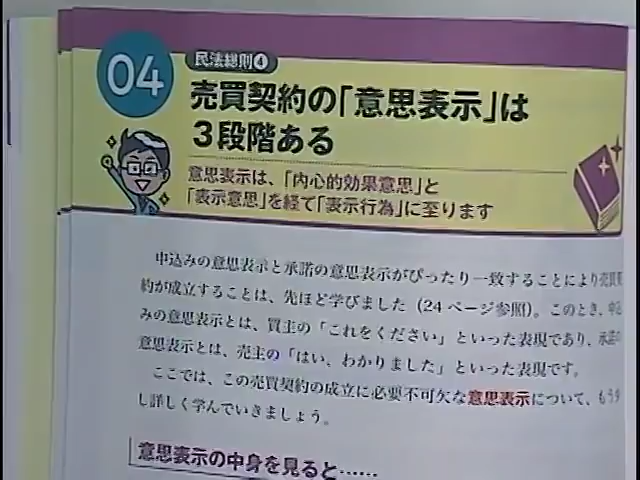 04
民法総則④
売買契約の「意思表示」は
3段階ある
意思表示は、「内心的効果意思」と
「表示意思」を経て「表示行為」に至ります
申込みの意思表示と承諾の意思表示がぴったり一致することにより売買契
約が成立することは、先ほど学びました（24ページ参照）。このとき、申込
みの意思表示とは、買主の「これをください」といった表現であり、承諾の
意思表示とは、売主の「はい、わかりました」といった表現です。
ここでは、この売買契約の成立に必要不可欠な意思表示について、もう少
し詳しく学んでいきましょう。
意思表示の中身を見ると……